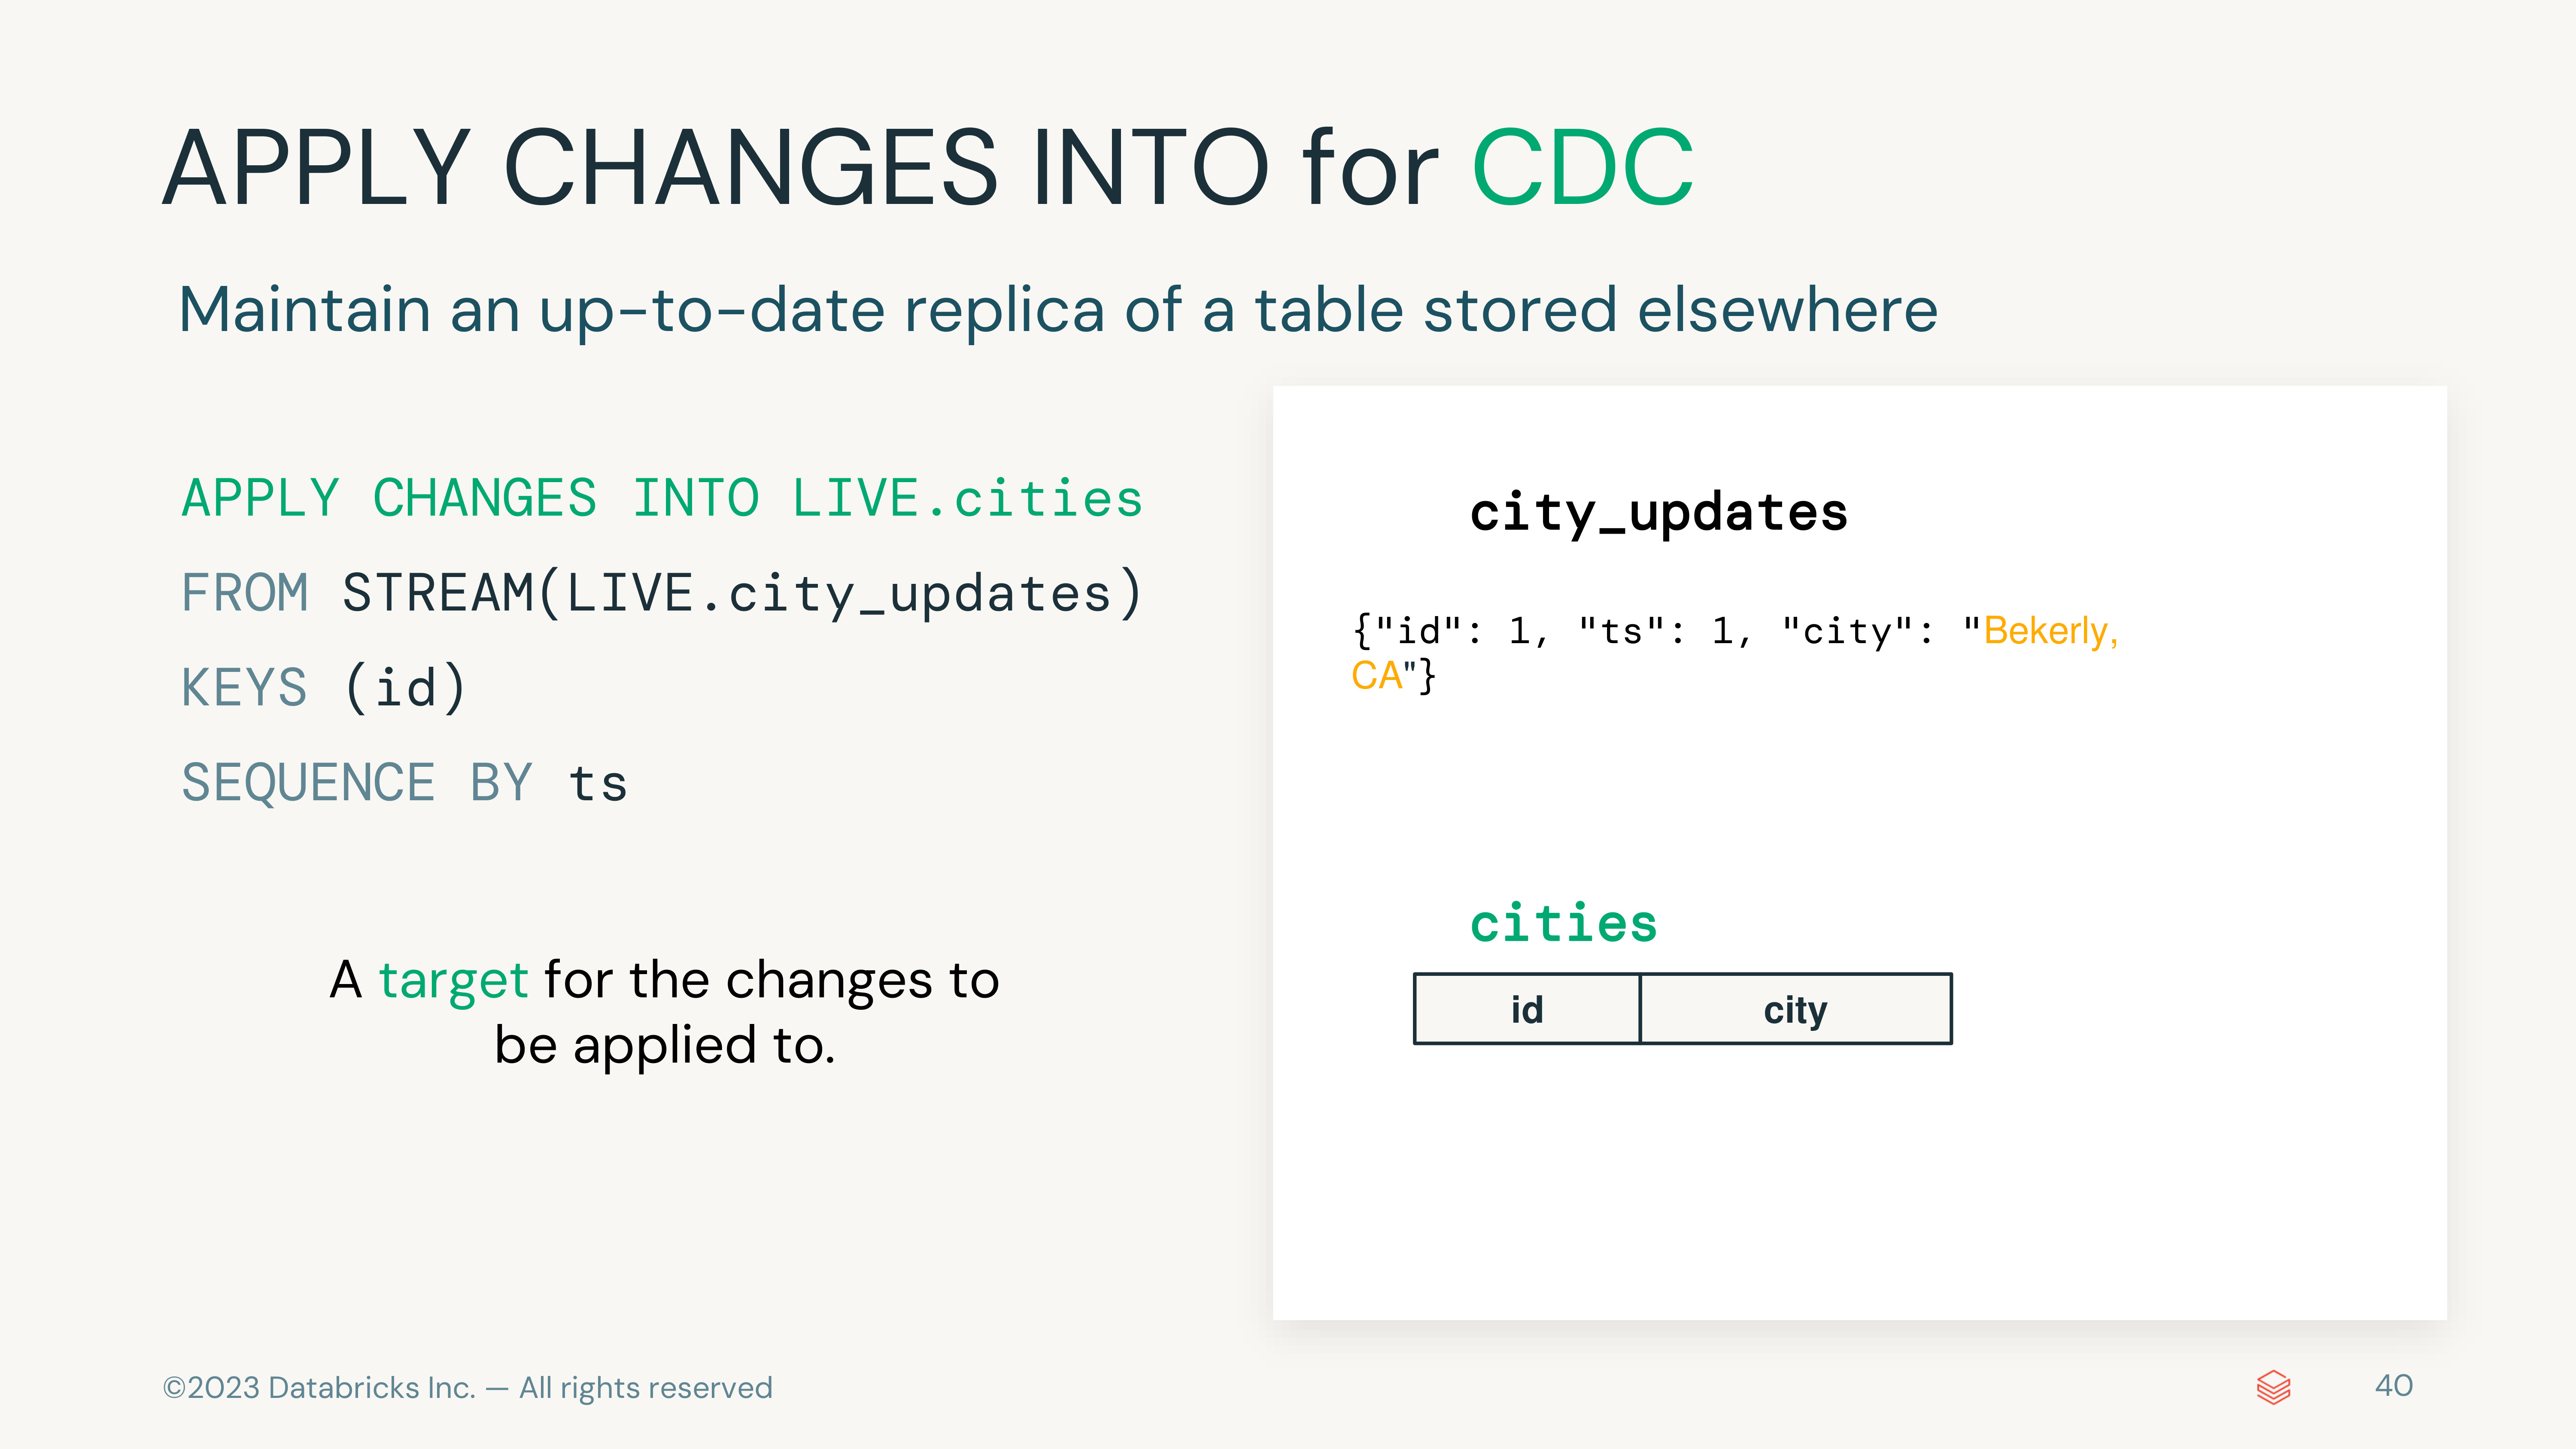 APPLY CHANGES INTO for CDC
Maintain an up-to-date replica of a table stored elsewhere
APPLY CHANGES INTO LIVE.cities
FROM STREAM(LIVE.city_updates)
KEYS (id)
SEQUENCE BY ts
A target for the changes to
be applied to.
city_updates
{"id": 1, "ts": 1, "city": "Bekerly,
CA"}
cities
id city
©2023 Databricks Inc. — All rights reserved
40